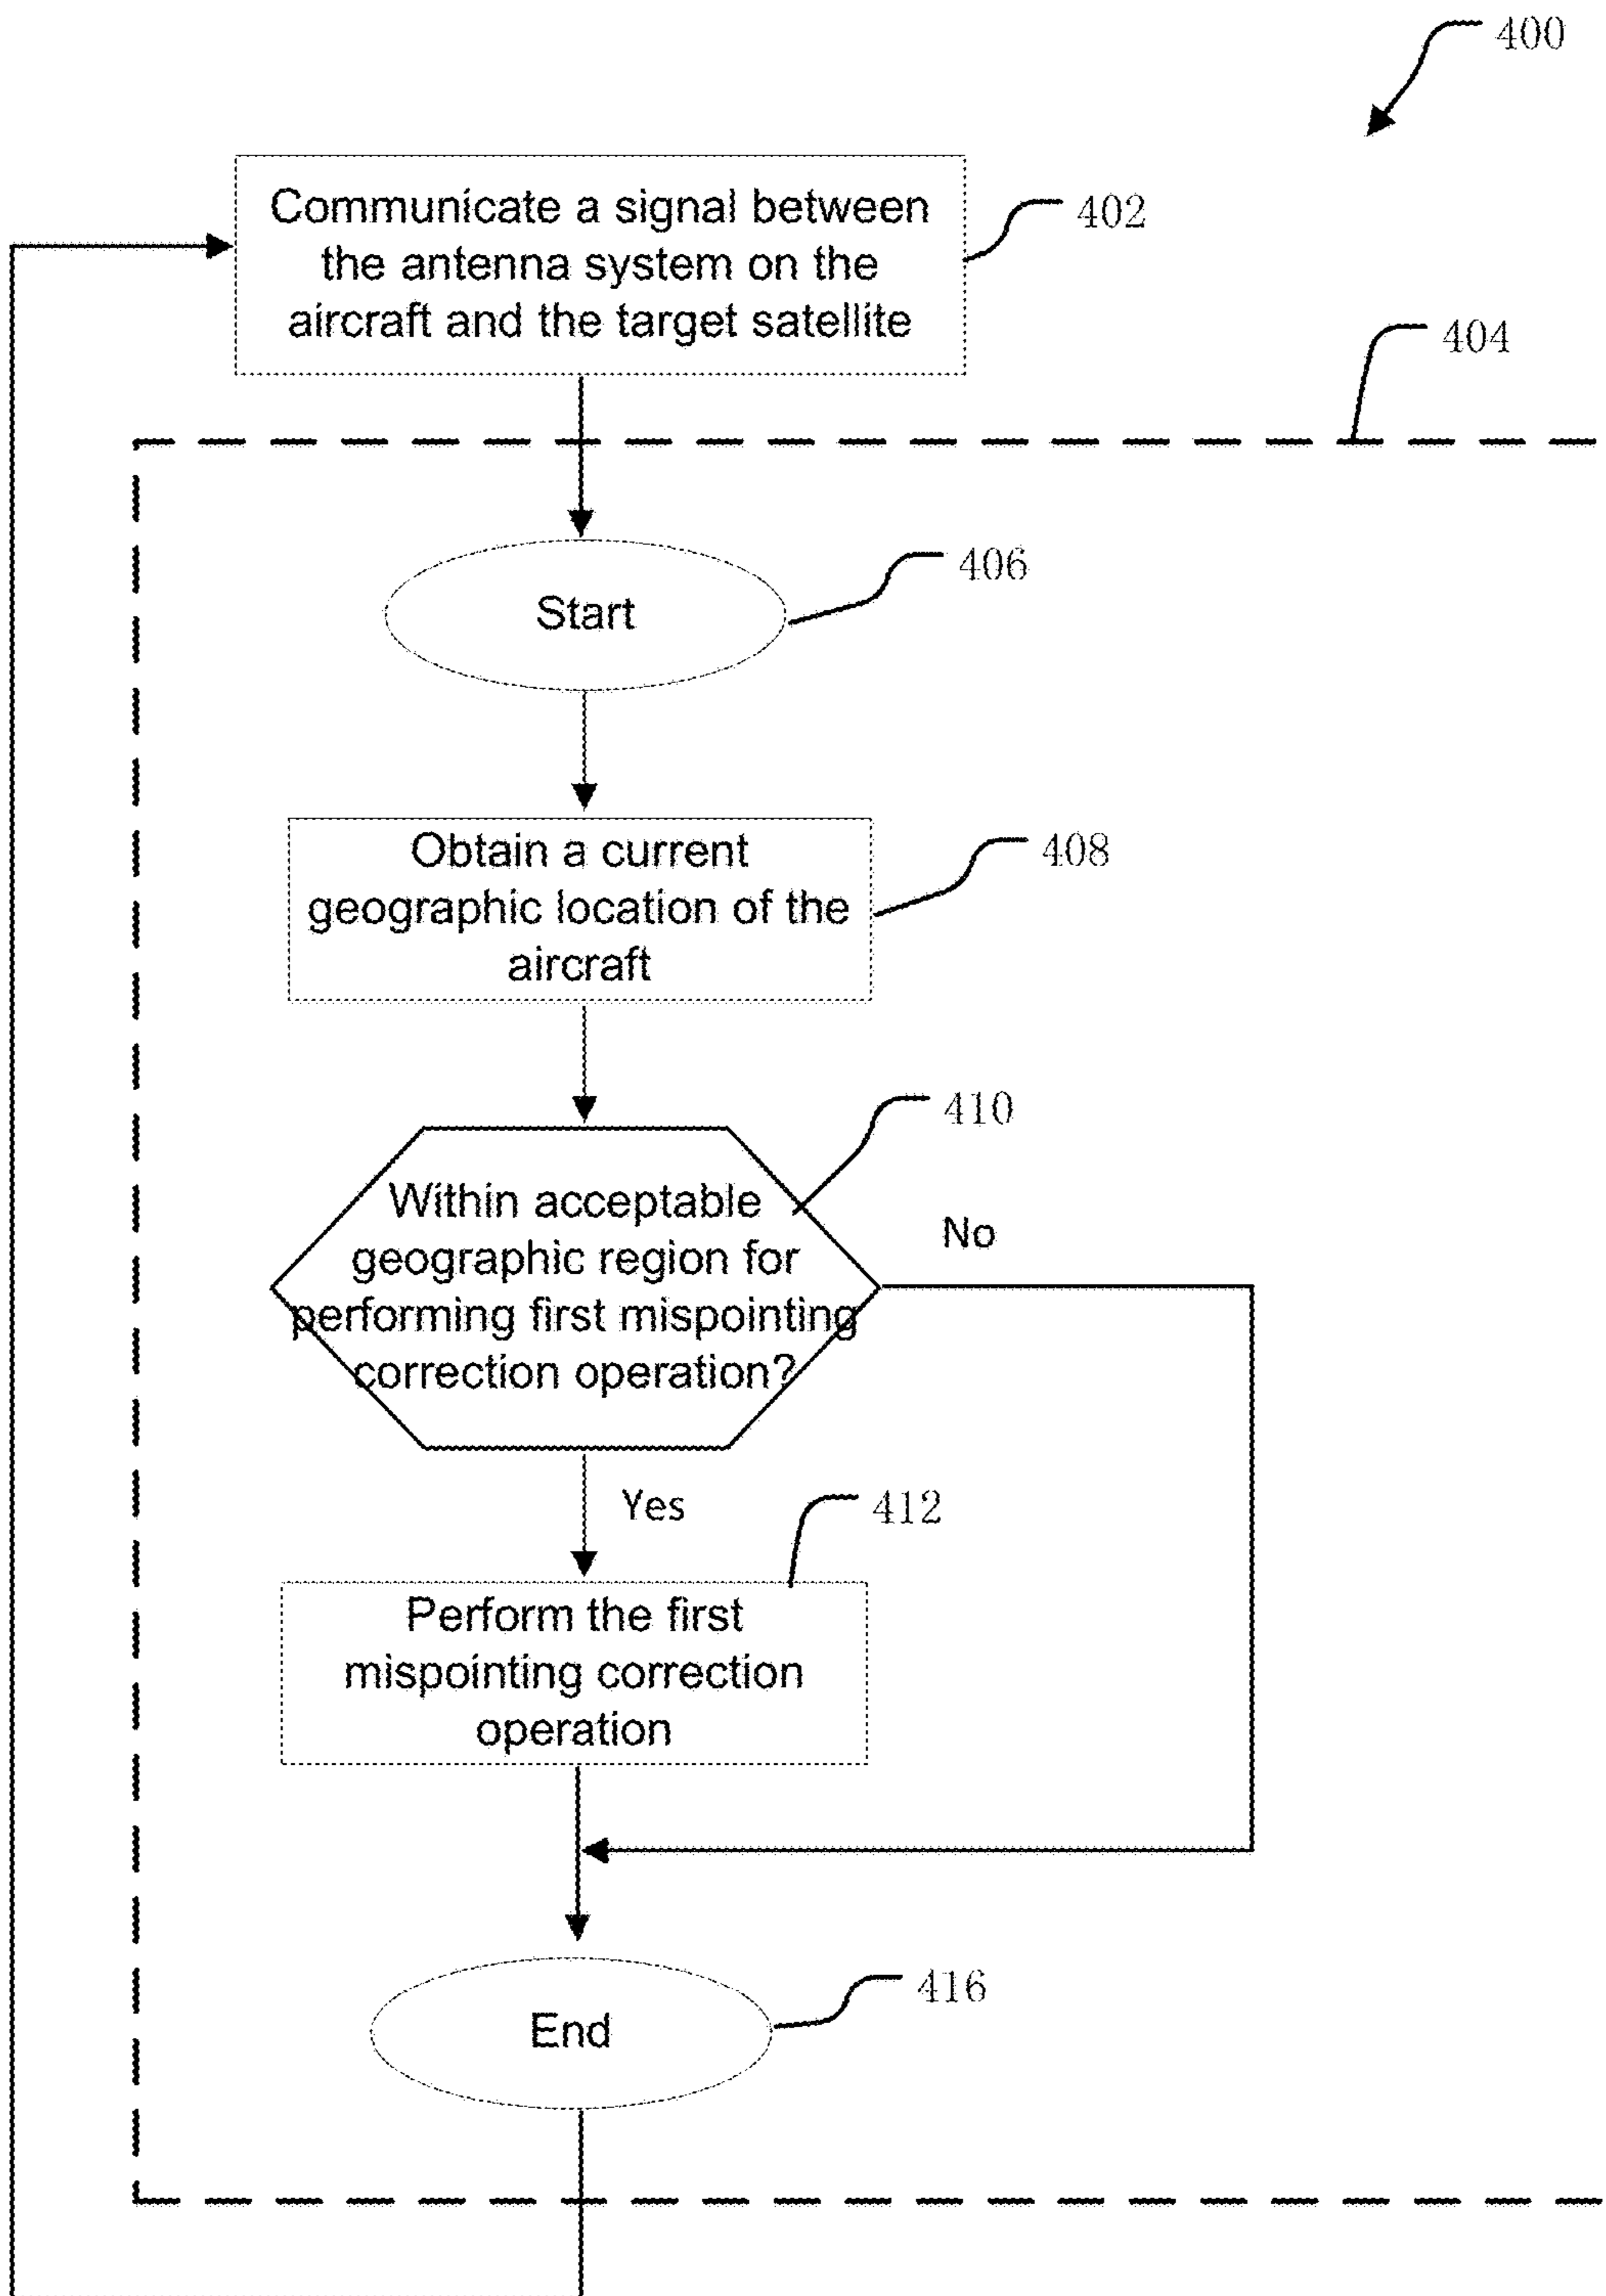 400
Communicate a signal between
the antenna system on the
aircraft and the target satellite
402
404
Start
406
Obtain a current
geographic location of the
aircraft
408
410
Within acceptable
geographic region for
performing first mispointing
correction operation?
No
Yes
412
Perform the first
mispointing correction
operation
End
416